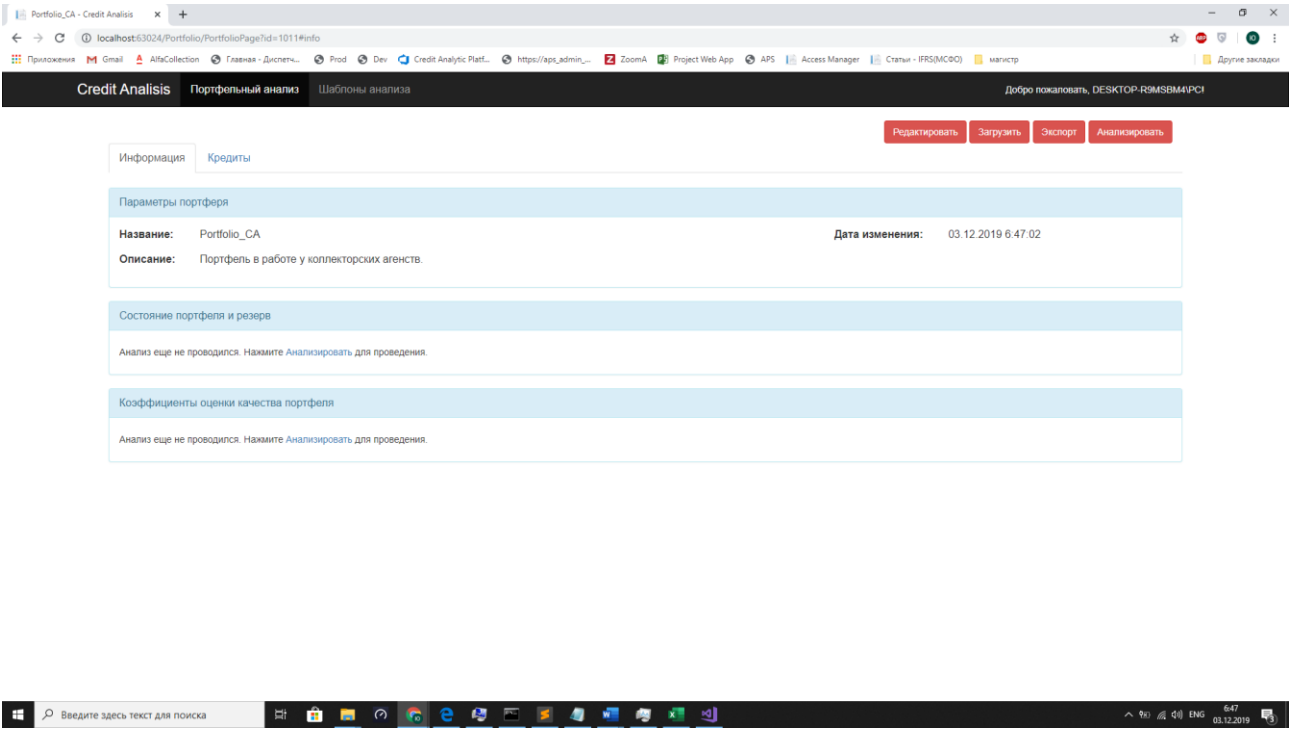 Portfolio_CA - Credit Analisis
localhost:63024/Portfolio/PortfolioPage?id=1011#info
Приложения Gmail AlfaCollection Главная - Диспетч... Prod Dev Credit Analytic Platf... https://aps_admin_... ZoomA Project Web App APS Access Manager Статьи - IFRS(МСФО) магистр Другие закладки
Credit Analisis Портфельный анализ Шаблоны анализа Добро пожаловать, DESKTOP-R9MSBM4\PC!
Редактировать Загрузить Экспорт Анализировать
Информация Кредиты
Параметры портферя
Название: Portfolio_CA Дата изменения: 03.12.2019 6:47:02
Описание: Портфель в работе у коллекторских агенств.
Состояние портфеля и резерв
Анализ еще не проводился. Нажмите Анализировать для проведения.
Коэффициенты оценки качества портфеля
Анализ еще не проводился. Нажмите Анализировать для проведения.
Введите здесь текст для поиска ENG 6:47
03.12.2019